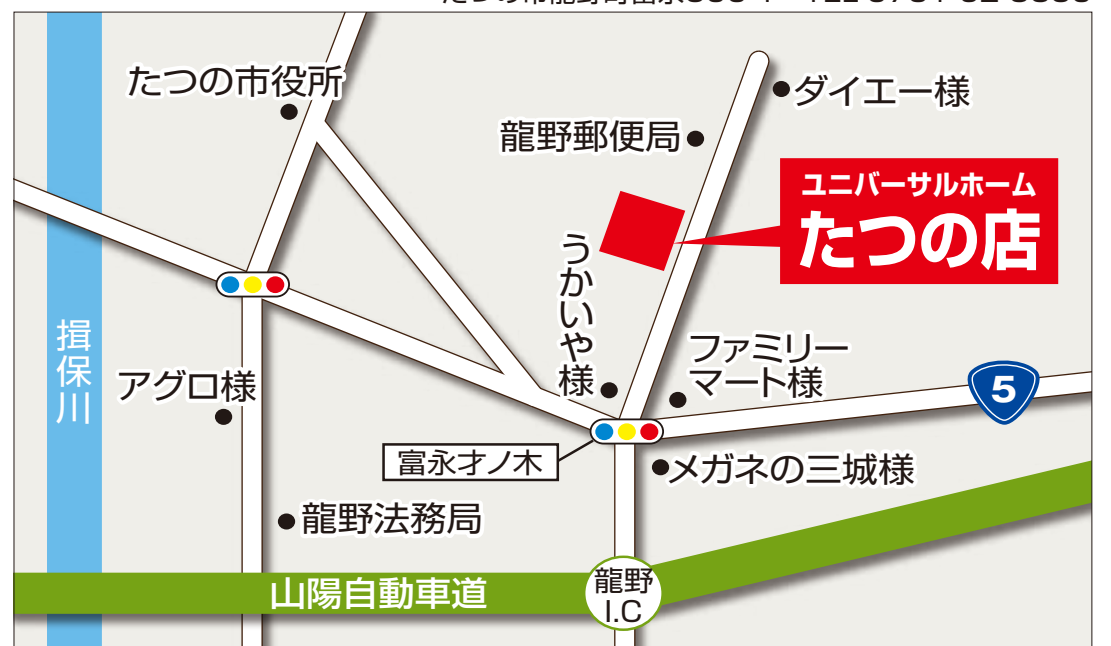 たつの市役所
ダイエー様
龍野郵便局
ユニバーサルホーム
たつの店
うかいや様
揖保川
アグロ様
ファミリー
マート様
5
富永才ノ木
メガネの三城様
龍野法務局
山陽自動車道
龍野
I.C